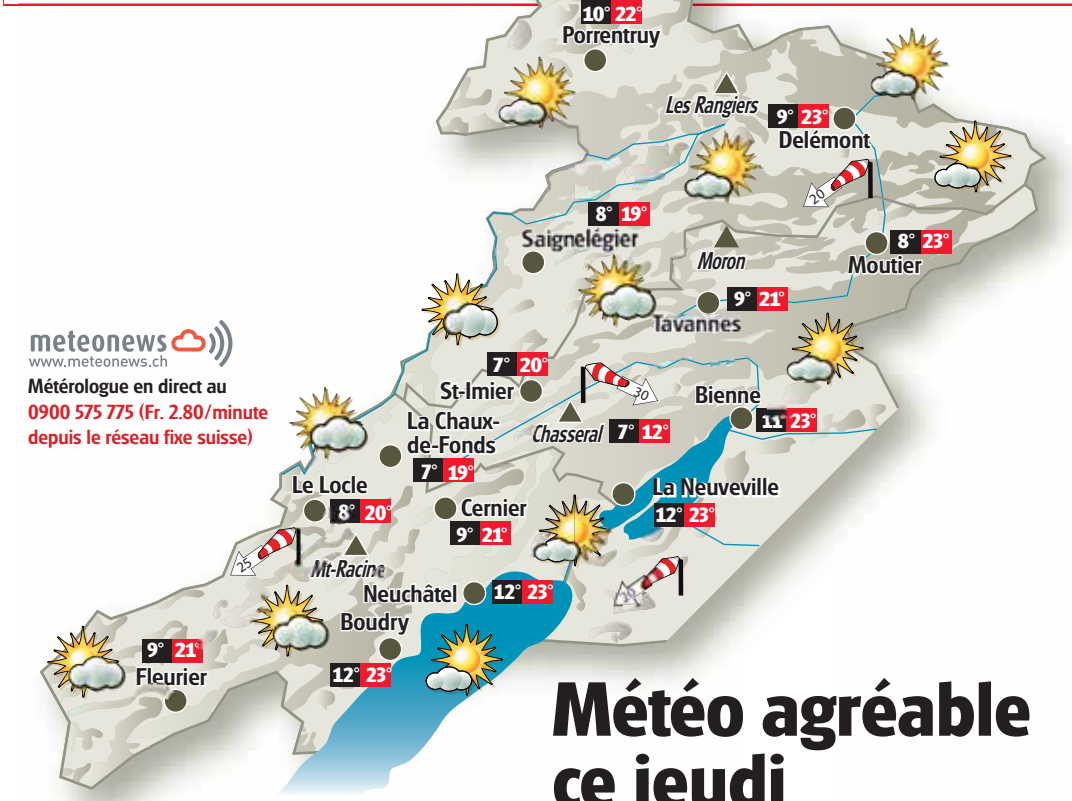 10° 22°
Porrentruy
Les Rangiers
9° 23°
Delémont
20
8° 19°
Saignelégier
Moron
8° 23°
Moutier
9° 21°
Tavannes
meteonews
www.meteonews.ch
Métérologue en direct au
0900 575 775 (Fr. 2.80/minute
depuis le réseau fixe suisse)
7° 20°
St-Imier
30
Chasseral 7° 12°
Bienne
11° 23°
La Chaux-
de-Fonds
7° 19°
Le Locle
8° 20°
Cernier
9° 21°
La Neuveville
12° 23°
25
Mt-Racine
Neuchâtel 12° 23°
Boudry
12° 23°
9° 21°
Fleurier
Météo agréable
ce jeudi